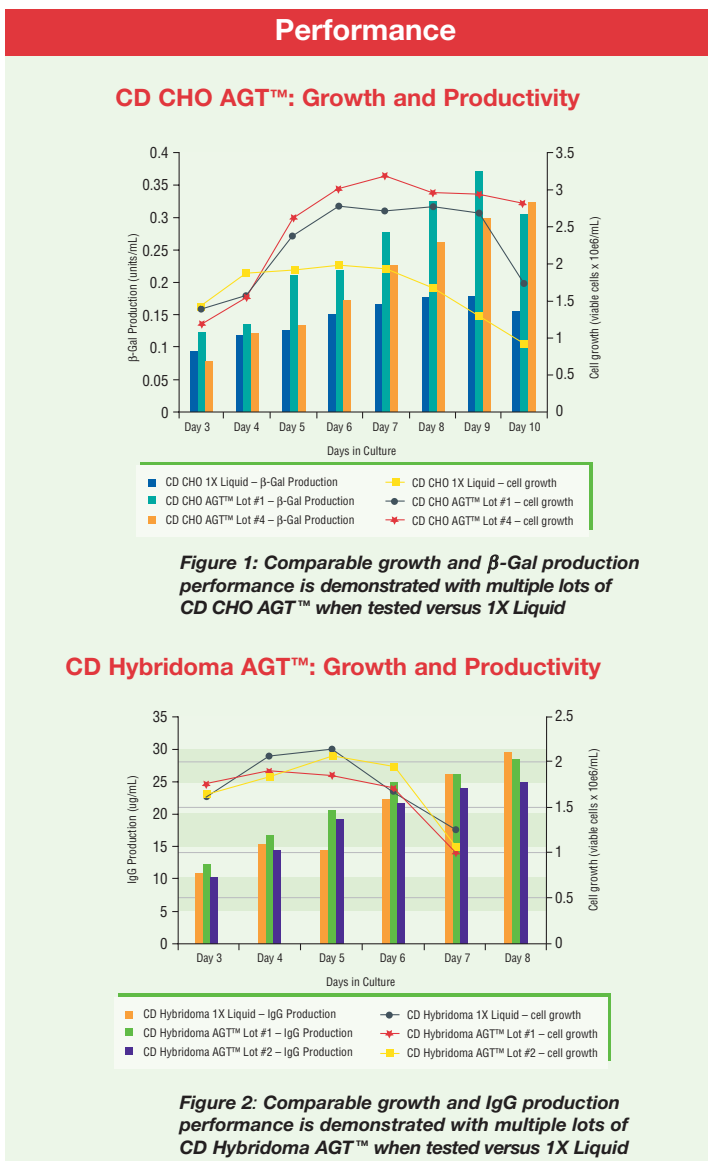 Performance
CD CHO AGT™: Growth and Productivity
0.4
0.35
0.3
0.25
0.2
0.15
0.1
0.05
0
β-Gal Production (units/mL)
3.5
3
2.5
2
1.5
1
0.5
0
Cell growth (viable cells x 10e6/mL)
Day 3 Day 4 Day 5 Day 6 Day 7 Day 8 Day 9 Day 10
Days in Culture
CD CHO 1X Liquid – β-Gal Production
CD CHO AGT™ Lot #1 – β-Gal Production
CD CHO AGT™ Lot #4 – β-Gal Production
CD CHO 1X Liquid – cell growth
CD CHO AGT™ Lot #1 – cell growth
CD CHO AGT™ Lot #4 – cell growth
Figure 1: Comparable growth and β-Gal production
performance is demonstrated with multiple lots of
CD CHO AGT™ when tested versus 1X Liquid
CD Hybridoma AGT™: Growth and Productivity
35
30
25
20
15
10
5
0
IgG Production (ug/mL)
2.5
2
1.5
1
0.5
0
Cell growth (viable cells x 10e6/mL)
Day 3 Day 4 Day 5 Day 6 Day 7 Day 8
Days in Culture
CD Hybridoma 1X Liquid – IgG Production
CD Hybridoma AGT™ Lot #1 – IgG Production
CD Hybridoma AGT™ Lot #2 – IgG Production
CD Hybridoma 1X Liquid – cell growth
CD Hybridoma AGT™ Lot #1 – cell growth
CD Hybridoma AGT™ Lot #2 – cell growth
Figure 2: Comparable growth and IgG production
performance is demonstrated with multiple lots of
CD Hybridoma AGT™ when tested versus 1X Liquid